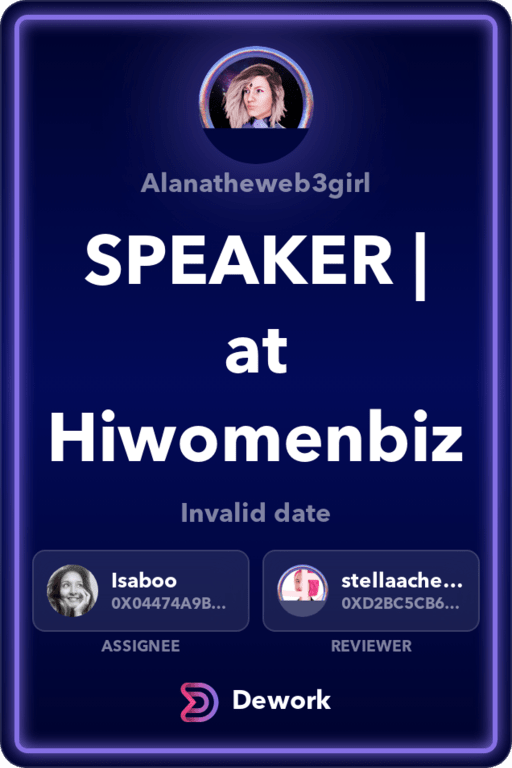 Alanatheweb3girl
SPEAKER |
at
Hiwomenbiz
Invalid date
Isaboo
0X04474A9B...
stellaache...
0XD2BC5CB6...
ASSIGNEE
REVIEWER
Dework